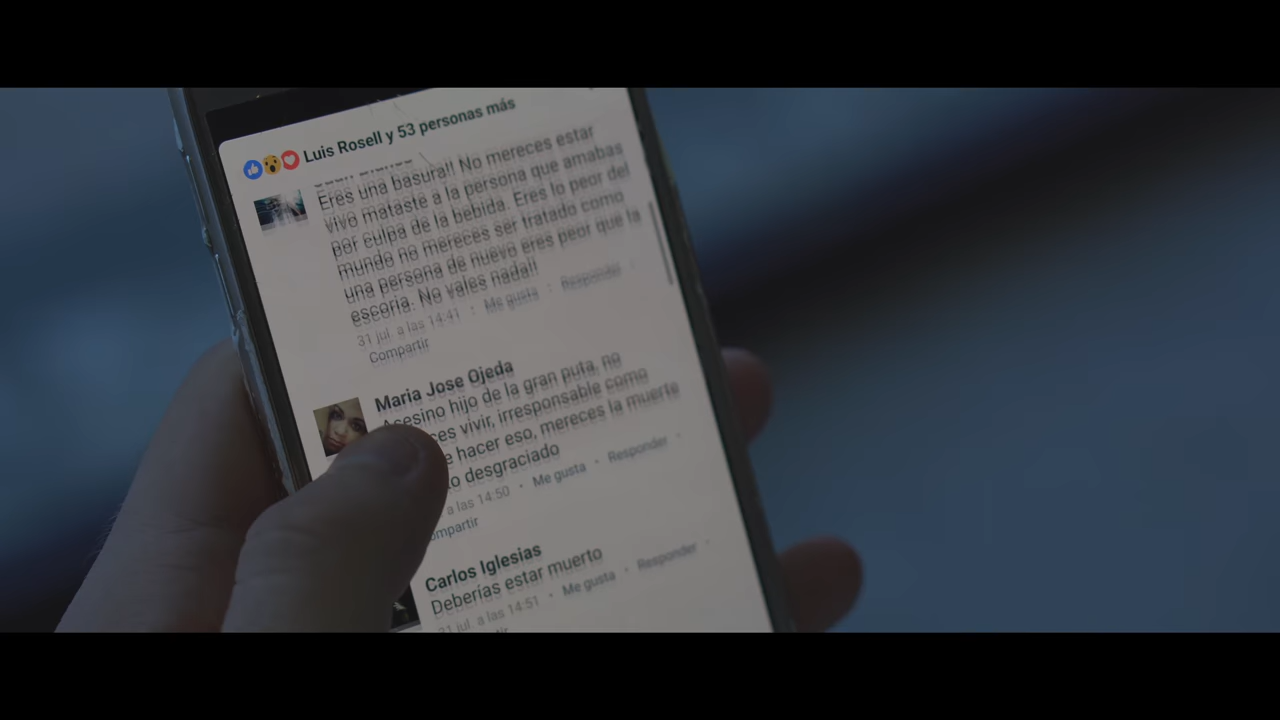 Luis Rosell y 53 personas más
Eres una basura!! No mereces estar
vivo mataste a la persona que amabas
por culpa de la bebida. Eres lo peor del
mundo no mereces ser tratado como
una persona de nuevo eres peor que la
escoria. No vales nada!!
31 jul. a las 14:41 · Me gusta · Responder
Compartir
Maria Jose Ojeda
Asesino hijo de la gran puta, no
ces vivir, irresponsable como
e hacer eso, mereces la muerte
to desgraciado
a las 14:50 · Me gusta · Responder ·
ompartir
Carlos Iglesias
Deberías estar muerto
31 jul. a las 14:51 · Me gusta · Responder ·